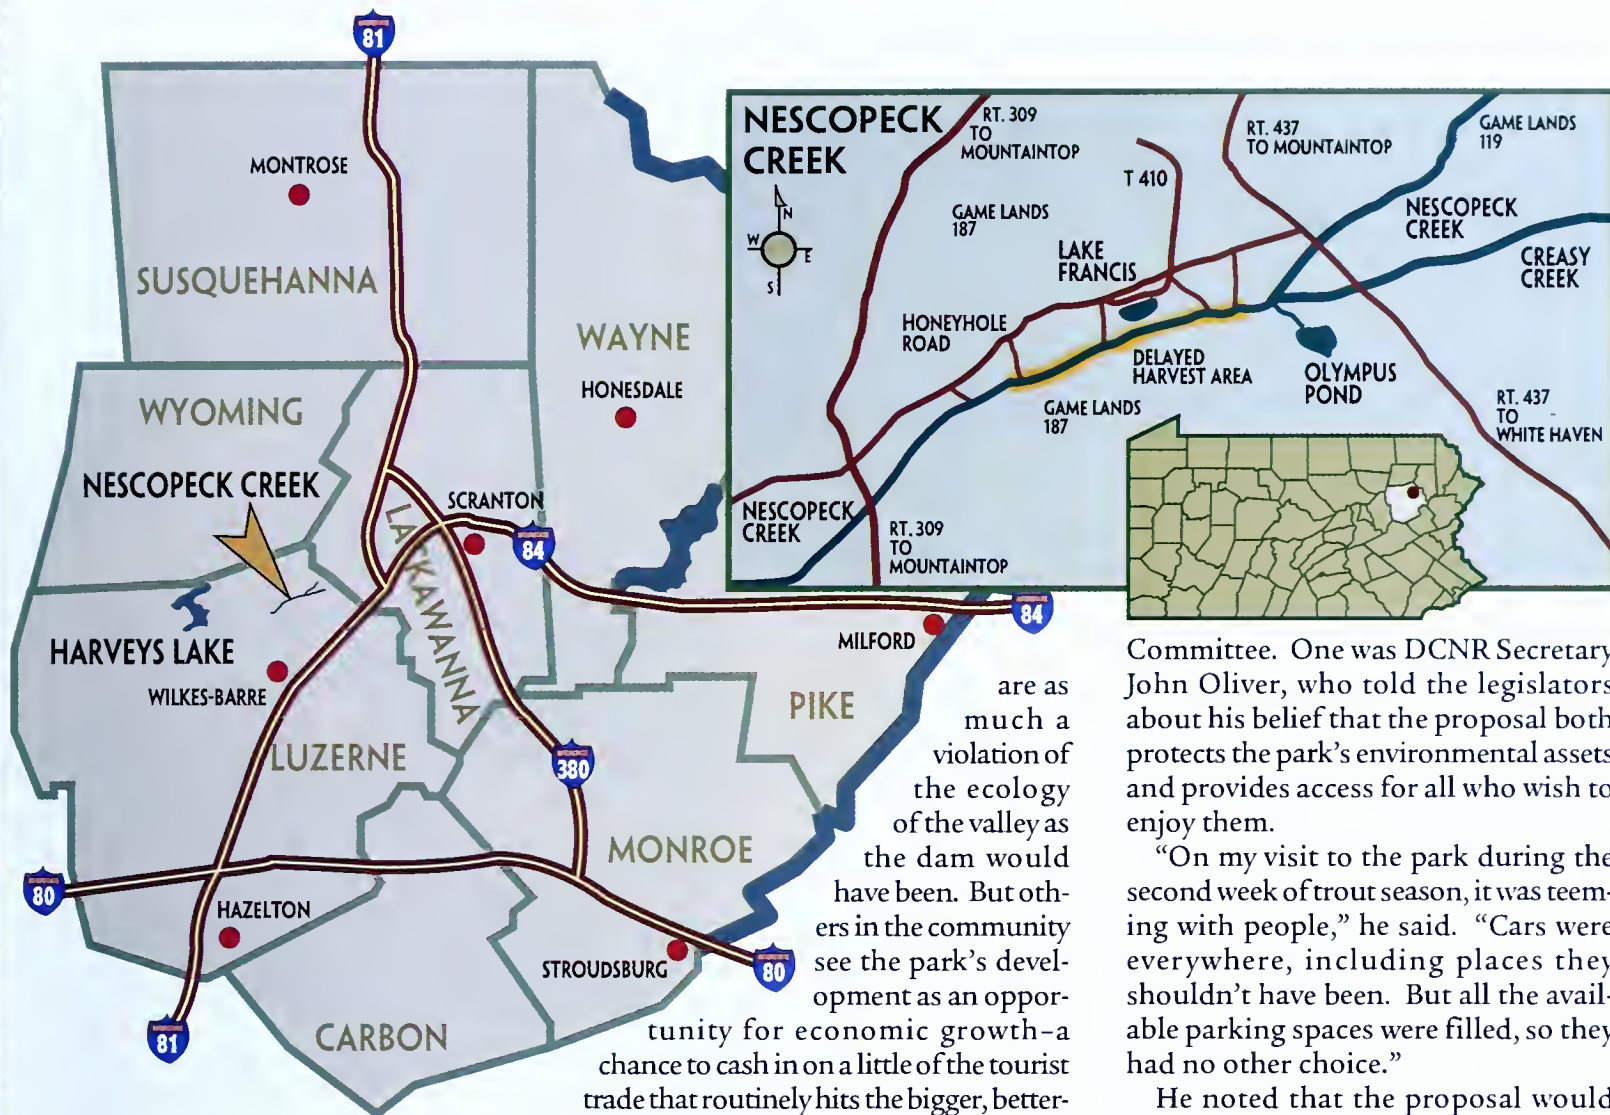 81
MONTROSE
SUSQUEHANNA
WAYNE
HONESDALE
WYOMING
NESCOPECK CREEK
SCRANTON
LACKAWANNA
84
84
HARVEYS LAKE
WILKES-BARRE
MILFORD
LUZERNE
PIKE
380
MONROE
80
HAZELTON
STROUDSBURG
80
81
CARBON
NESCOPECK
CREEK
N
W
E
S
RT. 309
TO
MOUNTAINTOP
T 410
RT. 437
TO MOUNTAINTOP
GAME LANDS
119
GAME LANDS
187
LAKE
FRANCIS
NESCOPECK
CREEK
CREASY
CREEK
HONEYHOLE
ROAD
DELAYED
HARVEST AREA
OLYMPUS
POND
GAME LANDS
187
RT. 437
TO
WHITE HAVEN
NESCOPECK
CREEK
RT. 309
TO
MOUNTAINTOP
are as
much a
violation of
the ecology
of the valley as
the dam would
have been. But oth-
ers in the community
see the park's devel-
opment as an oppor-
tunity for economic growth–a
chance to cash in on a little of the tourist
trade that routinely hits the bigger, better-
Committee. One was DCNR Secretary
John Oliver, who told the legislators
about his belief that the proposal both
protects the park's environmental assets
and provides access for all who wish to
enjoy them.
“On my visit to the park during the
second week of trout season, it was teem-
ing with people,” he said. “Cars were
everywhere, including places they
shouldn't have been. But all the avail-
able parking spaces were filled, so they
had no other choice.”
He noted that the proposal would